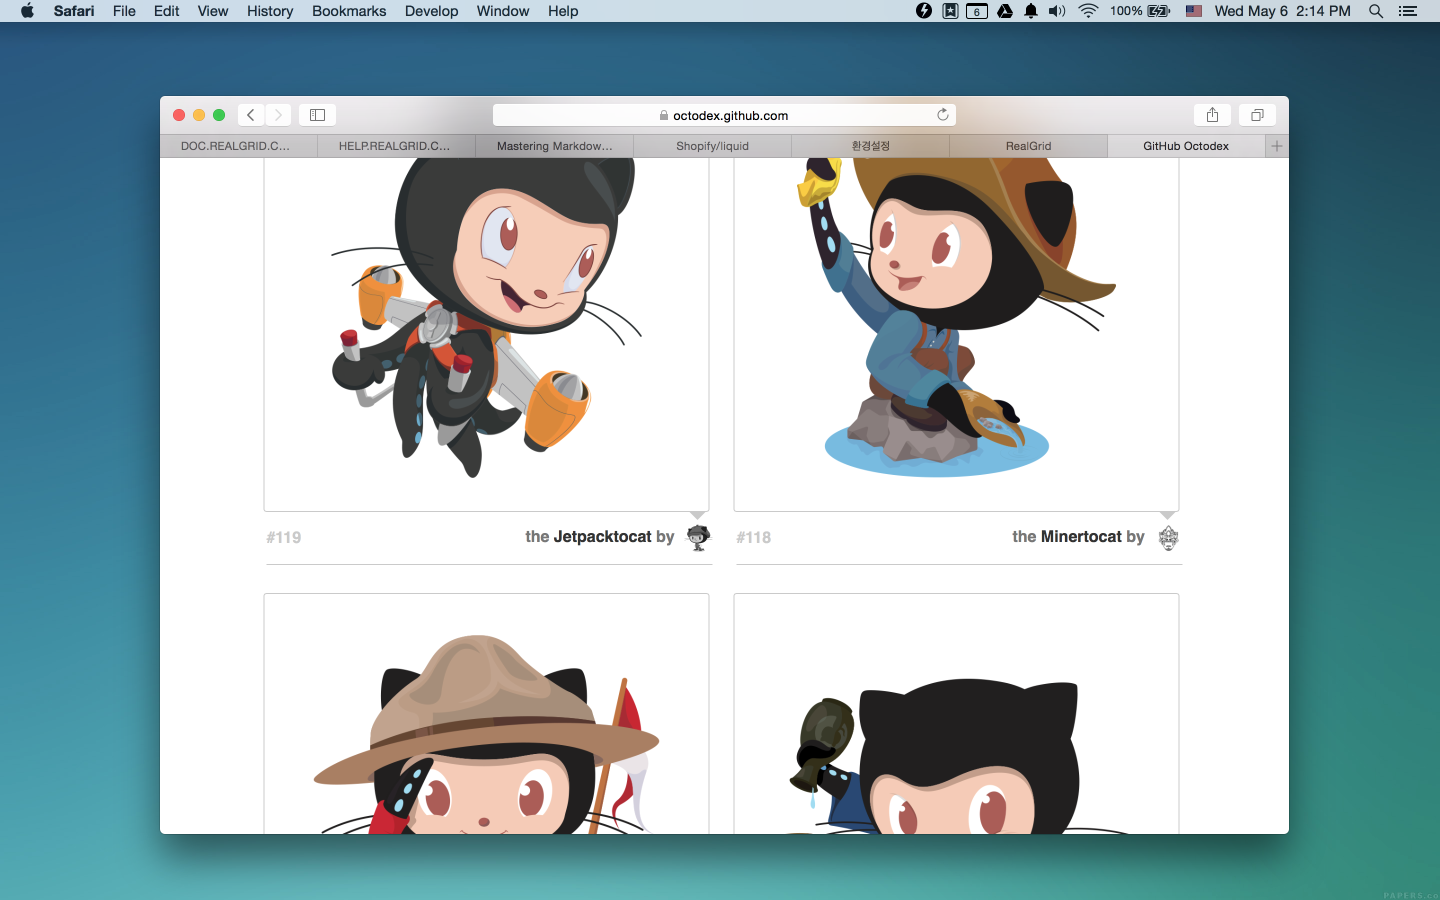 Safari File Edit View History Bookmarks Develop Window Help
6 100% Wed May 6 2:14 PM
octodex.github.com
DOC.REALGRID.C... HELP.REALGRID.C... Mastering Markdow... Shopify/liquid 환경설정 RealGrid GitHub Octodex
#119 the Jetpacktocat by
#118 the Minertocat by
PAPERS.co